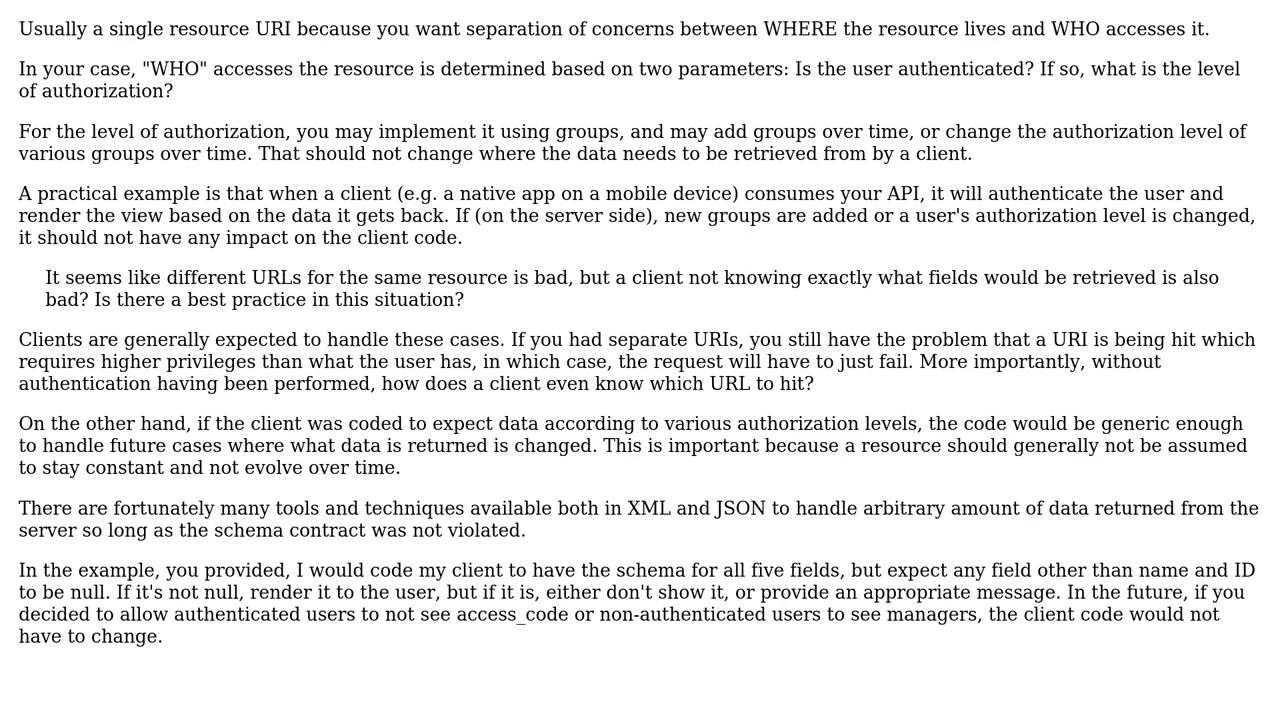 Usually a single resource URI because you want separation of concerns between WHERE the resource lives and WHO accesses it.
In your case, "WHO" accesses the resource is determined based on two parameters: Is the user authenticated? If so, what is the level
of authorization?
For the level of authorization, you may implement it using groups, and may add groups over time, or change the authorization level of
various groups over time. That should not change where the data needs to be retrieved from by a client.
A practical example is that when a client (e.g. a native app on a mobile device) consumes your API, it will authenticate the user and
render the view based on the data it gets back. If (on the server side), new groups are added or a user's authorization level is changed,
it should not have any impact on the client code.
It seems like different URLs for the same resource is bad, but a client not knowing exactly what fields would be retrieved is also
bad? Is there a best practice in this situation?
Clients are generally expected to handle these cases. If you had separate URIs, you still have the problem that a URI is being hit which
requires higher privileges than what the user has, in which case, the request will have to just fail. More importantly, without
authentication having been performed, how does a client even know which URL to hit?
On the other hand, if the client was coded to expect data according to various authorization levels, the code would be generic enough
to handle future cases where what data is returned is changed. This is important because a resource should generally not be assumed
to stay constant and not evolve over time.
There are fortunately many tools and techniques available both in XML and JSON to handle arbitrary amount of data returned from the
server so long as the schema contract was not violated.
In the example, you provided, I would code my client to have the schema for all five fields, but expect any field other than name and ID
to be null. If it's not null, render it to the user, but if it is, either don't show it, or provide an appropriate message. In the future, if you
decided to allow authenticated users to not see access_code or non-authenticated users to see managers, the client code would not
have to change.